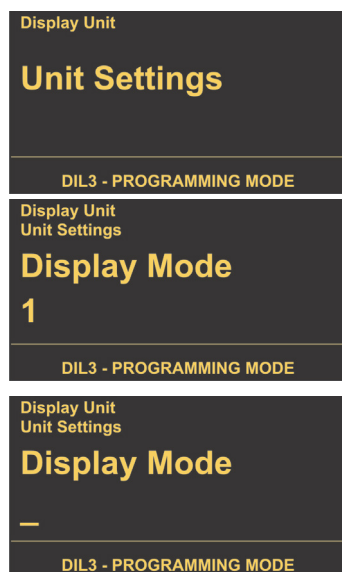 Display Unit
Unit Settings
DIL3 - PROGRAMMING MODE
Display Unit
Unit Settings
Display Mode
1
DIL3 - PROGRAMMING MODE
Display Unit
Unit Settings
Display Mode
_
DIL3 - PROGRAMMING MODE